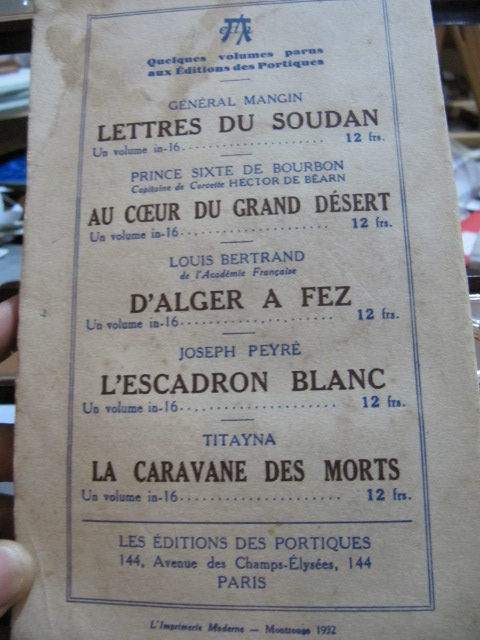 Quelques volumes parus
aux Éditions des Portiques
GÉNÉRAL MANGIN
LETTRES DU SOUDAN
Un volume in-16.................... 12 frs.
PRINCE SIXTE DE BOURBON
Capitaine de Corvette HECTOR DE BÉARN
AU CŒUR DU GRAND DÉSERT
Un volume in-16.................... 12 frs.
LOUIS BERTRAND
de l'Académie Française
D'ALGER A FEZ
Un volume in-16.................... 12 frs.
JOSEPH PEYRÉ
L'ESCADRON BLANC
Un volume in-16.................... 12 frs.
TITAYNA
LA CARAVANE DES MORTS
Un volume in-16.................... 12 frs.
LES ÉDITIONS DES PORTIQUES
144, Avenue des Champs-Élysées, 144
PARIS
L'Imprimerie Moderne — Montrouge 1932